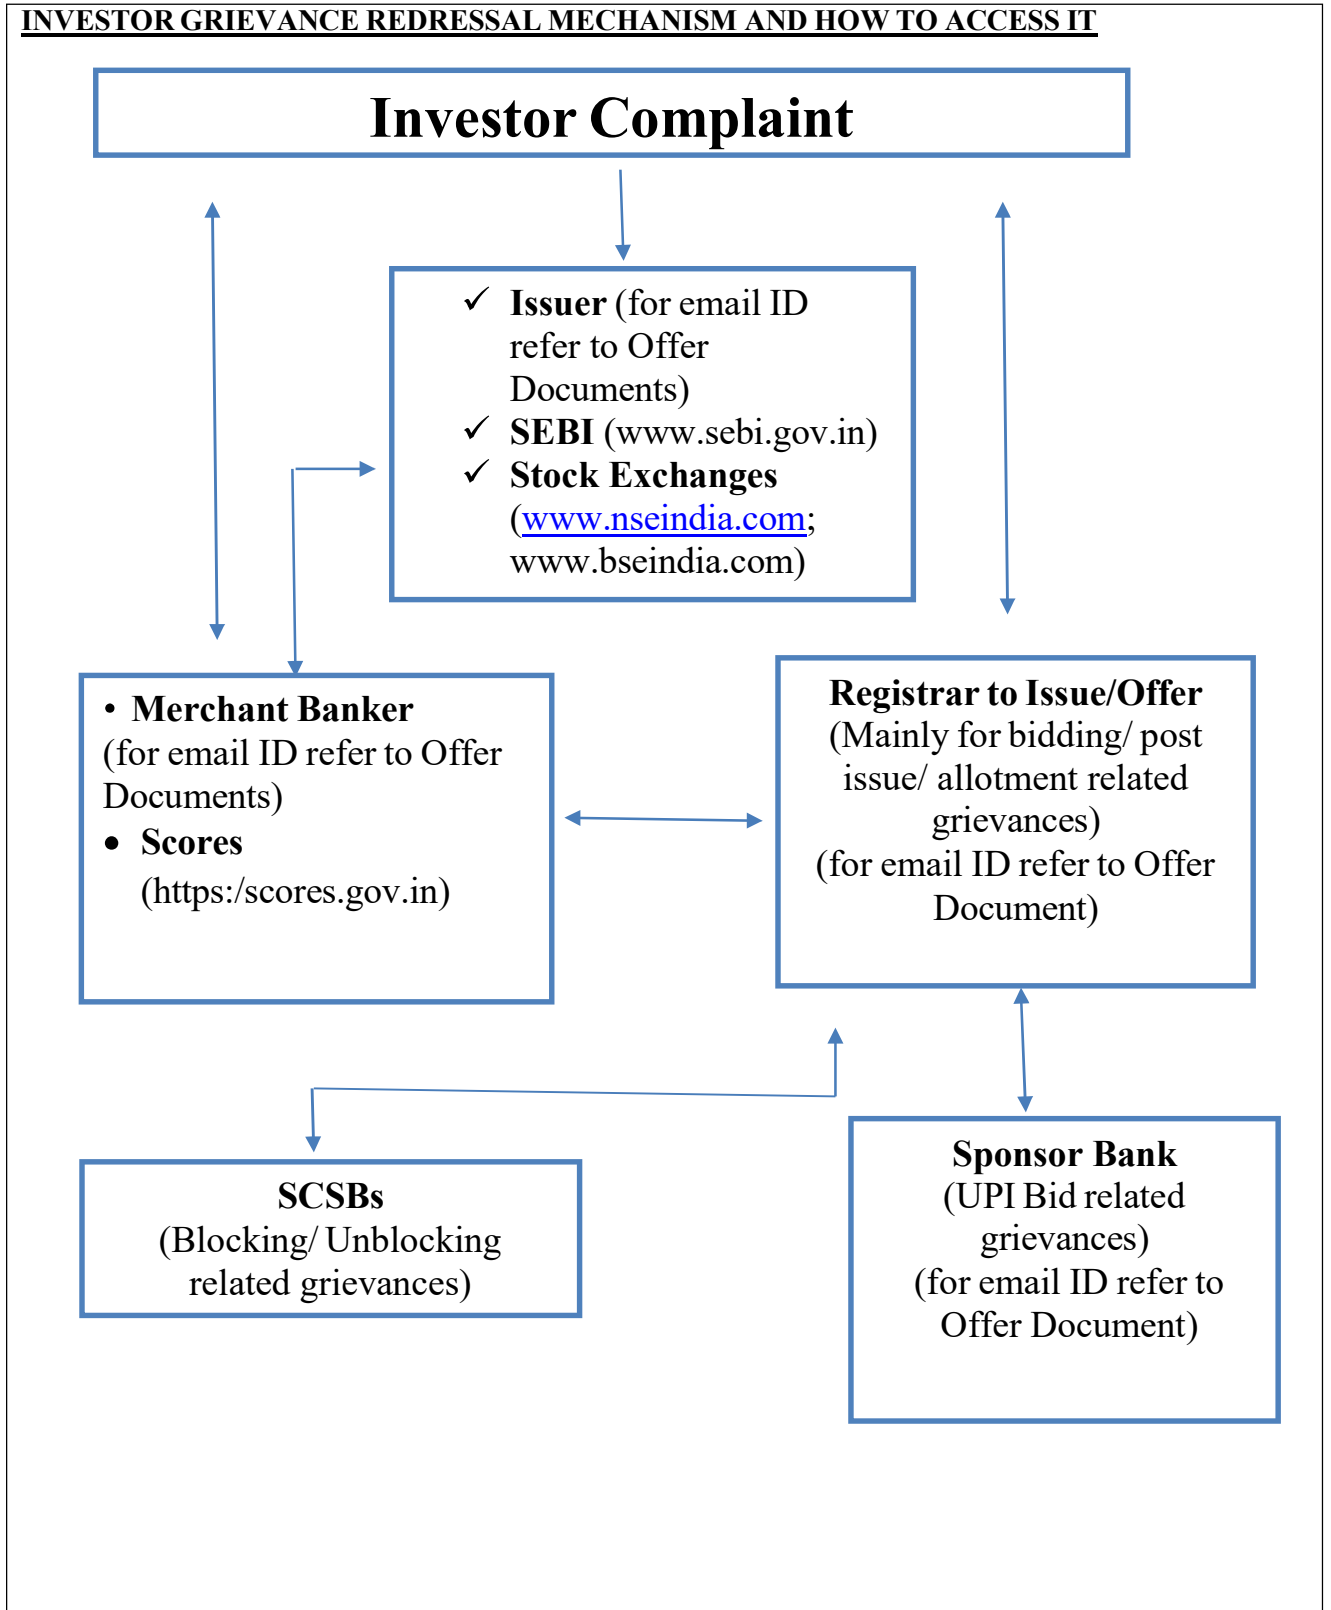 INVESTOR GRIEVANCE REDRESSAL MECHANISM AND HOW TO ACCESS IT
Investor Complaint
✓ Issuer (for email ID
refer to Offer
Documents)
✓ SEBI (www.sebi.gov.in)
✓ Stock Exchanges
(www.nseindia.com;
www.bseindia.com)
• Merchant Banker
(for email ID refer to Offer
Documents)
• Scores
(https:/scores.gov.in)
Registrar to Issue/Offer
(Mainly for bidding/ post
issue/ allotment related
grievances)
(for email ID refer to Offer
Document)
SCSBs
(Blocking/ Unblocking
related grievances)
Sponsor Bank
(UPI Bid related
grievances)
(for email ID refer to
Offer Document)